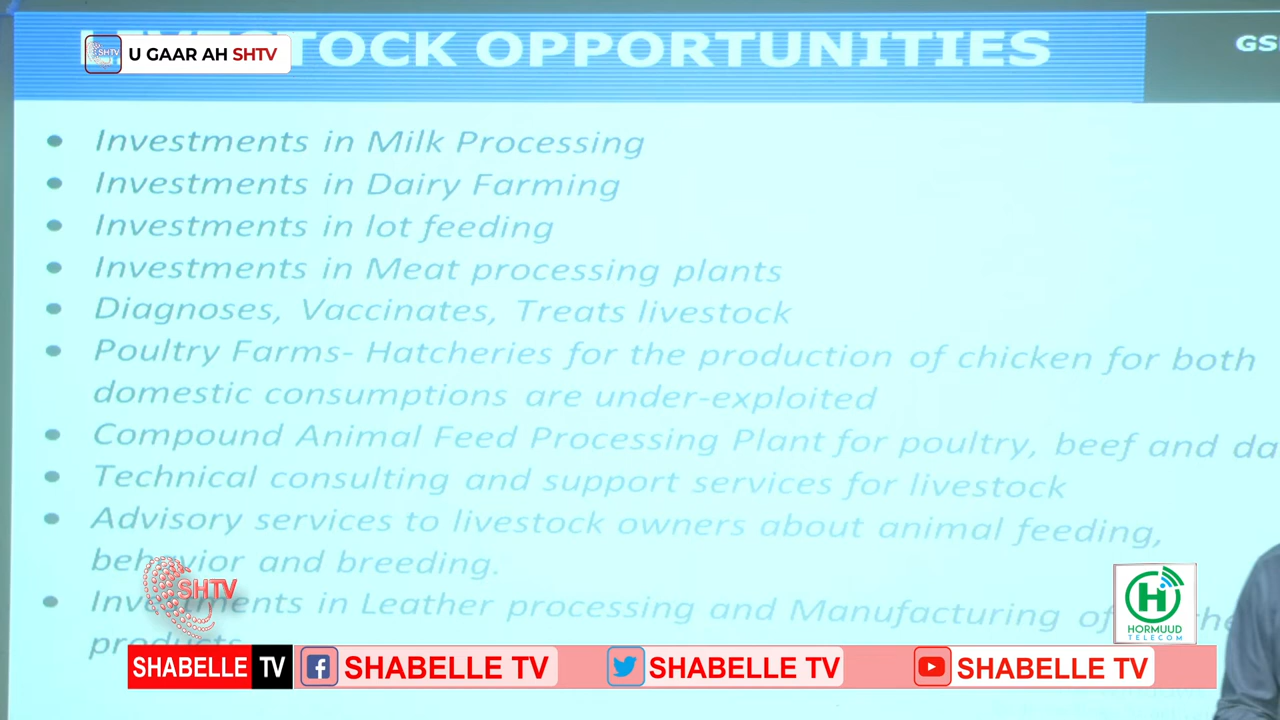 U GAAR AH SHTV
SHTV
OPPORTUNITIES
• Investments in Milk Processing
• Investments in Dairy Farming
• Investments in lot feeding
• Investments in Meat processing plants
• Diagnoses, Vaccinates, Treats livestock
• Poultry Farms- Hatcheries for the production of chicken for both
domestic consumptions are under-exploited
• Compound Animal Feed Processing Plant for poultry, beef and
• Technical consulting and support services for livestock
• Advisory services to livestock owners about animal feeding,
behavior and breeding.
• Investments in Leather processing and Manufacturing of
products
SHTV
HORMUUD
TELECOM
SHABELLE TV SHABELLE TV SHABELLE TV SHABELLE TV